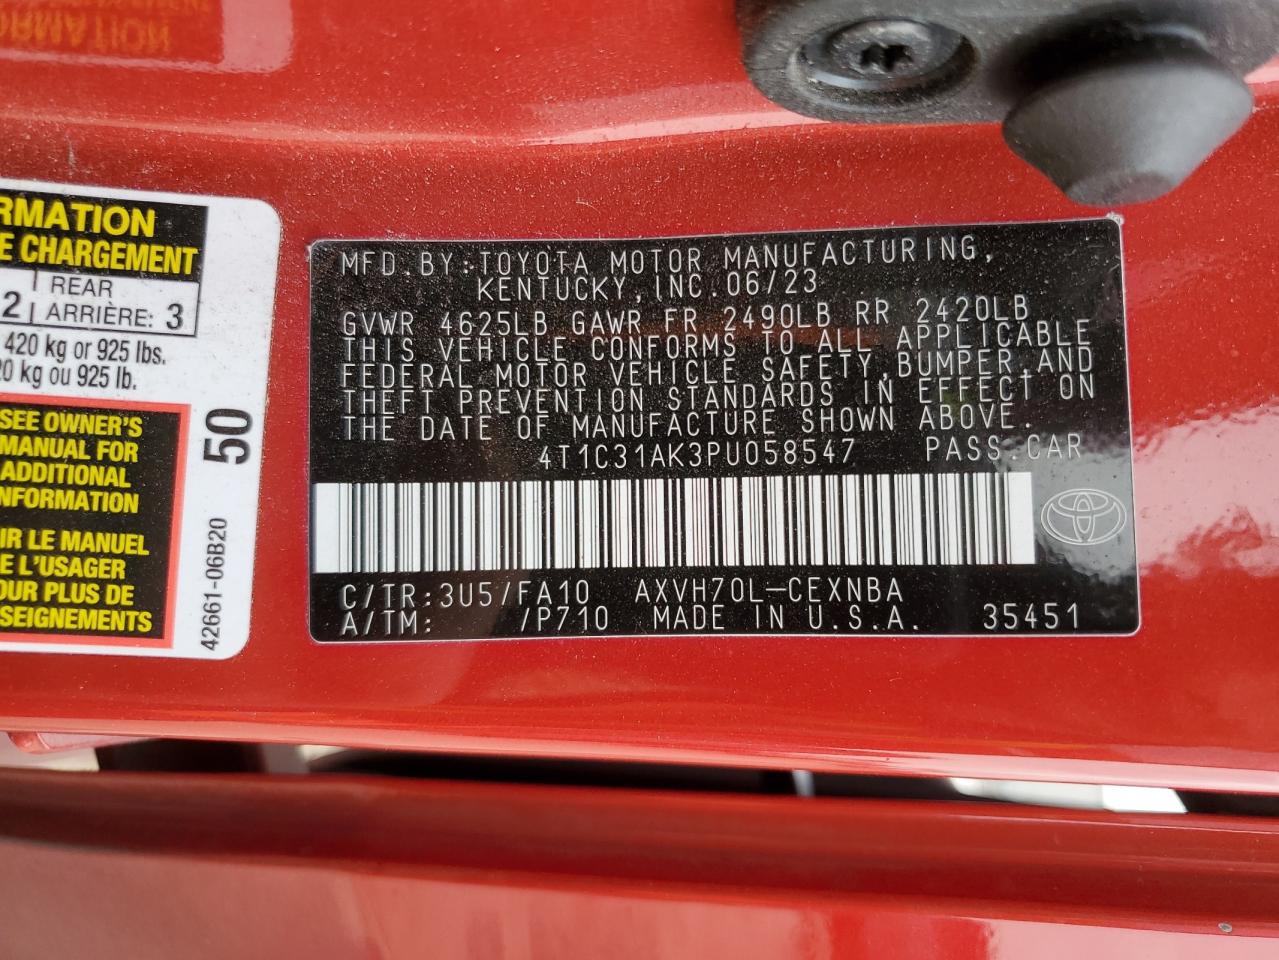 RMATION
E CHARGEMENT
2 REAR
ARRIÈRE: 3
420 kg or 925 lbs.
20 kg ou 925 lb.
SEE OWNER'S
MANUAL FOR
ADDITIONAL
NFORMATION
IR LE MANUEL
E L'USAGER
OUR PLUS DE
SEIGNEMENTS
50
42661-06B20
MFD.BY:TOYOTA MOTOR MANUFACTURING,
KENTUCKY,INC.06/23
GVWR 4625LB GAWR FR 2490LB RR 2420LB
THIS VEHICLE CONFORMS TO ALL APPLICABLE
FEDERAL MOTOR VEHICLE SAFETY,BUMPER,AND
THEFT PREVENTION STANDARDS IN EFFECT ON
THE DATE OF MANUFACTURE SHOWN ABOVE.
4T1C31AK3PU058547 PASS.CAR
C/TR:3U5/FA10 AXVH70L-CEXNBA
A/TM: /P710 MADE IN U.S.A. 35451